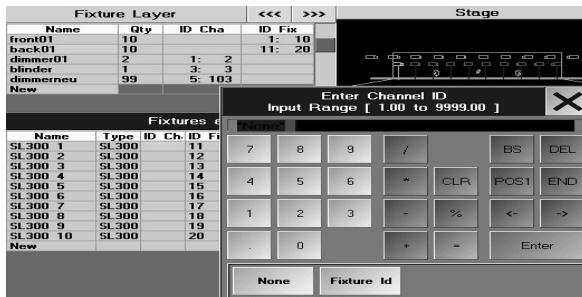 Fixture Layer <<< >>> Stage
Name Qty ID Cha ID Fix
front01 10 1: 10
back01 10 11: 20
dimmer01 2 1: 2
blinder 1 3: 3
dimmerneu 99 5: 103
New
Enter Channel ID
Input Range [ 1.00 to 9999.00 ]
Fixtures
*None*
Name Type ID Ch. ID Fi
SL300 1 SL300 11
SL300 2 SL300 12
SL300 3 SL300 13
SL300 4 SL300 14
SL300 5 SL300 15
SL300 6 SL300 16
SL300 7 SL300 17
SL300 8 SL300 18
SL300 9 SL300 19
SL300 10 SL300 20
New
7 8 9 / BS DEL
4 5 6 * CLR POS1 END
1 2 3 - % <- ->
. 0 + = Enter
None Fixture Id